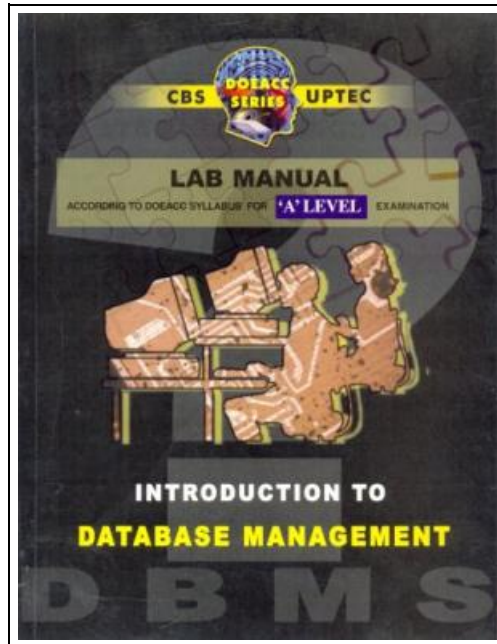 CBS DOEACC SERIES UPTEC
LAB MANUAL
ACCORDING TO DOEACC SYLLABUS FOR 'A' LEVEL EXAMINATION
INTRODUCTION TO
DATABASE MANAGEMENT
DBMS